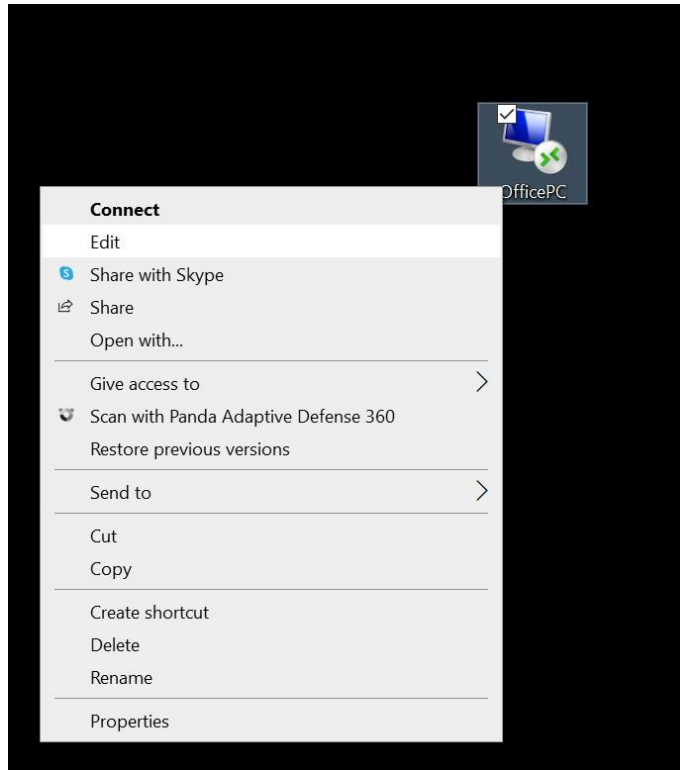 OfficePC
Connect
Edit
Share with Skype
Share
Open with...
Give access to
Scan with Panda Adaptive Defense 360
Restore previous versions
Send to
Cut
Copy
Create shortcut
Delete
Rename
Properties